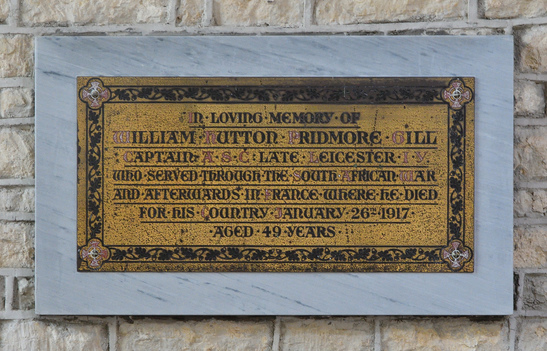 IN·LOVING·MEMORY·OF
WILLIAM·HUTTON·PRIDMORE·GILL
CAPTAIN·A·S·C·LATE·LEICESTER·I·Y·
WHO·SERVED·THROUGH·THE·SOUTH·AFRICAN·WAR
AND·AFTERWARDS·IN·FRANCE·WHERE·HE·DIED
FOR·HIS·COUNTRY·JANUARY·26TH·1917
·AGED·49·YEARS·